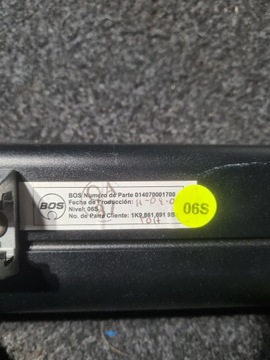 BOS
BOS Numero de Parte 014070001700
Fecha de Producción:
Nivel: 06S
No. de Parte Cliente: 1K9 861 691
06S